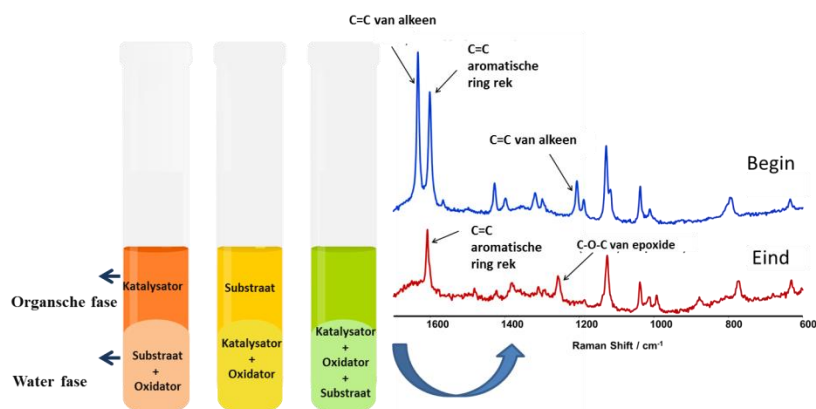 C=C van alkeen
C=C
aromatische
ring rek
C=C van alkeen
Begin
C=C
aromatische
ring rek
C-O-C van epoxide
Eind
Katalysator
Substraat
Organsche fase
Substraat
+
Oxidator
Katalysator
+
Oxidator
Katalysator
+
Oxidator
+
Substraat
Water fase
1600
1400
1200
1000
800
600
Raman Shift / cm-1